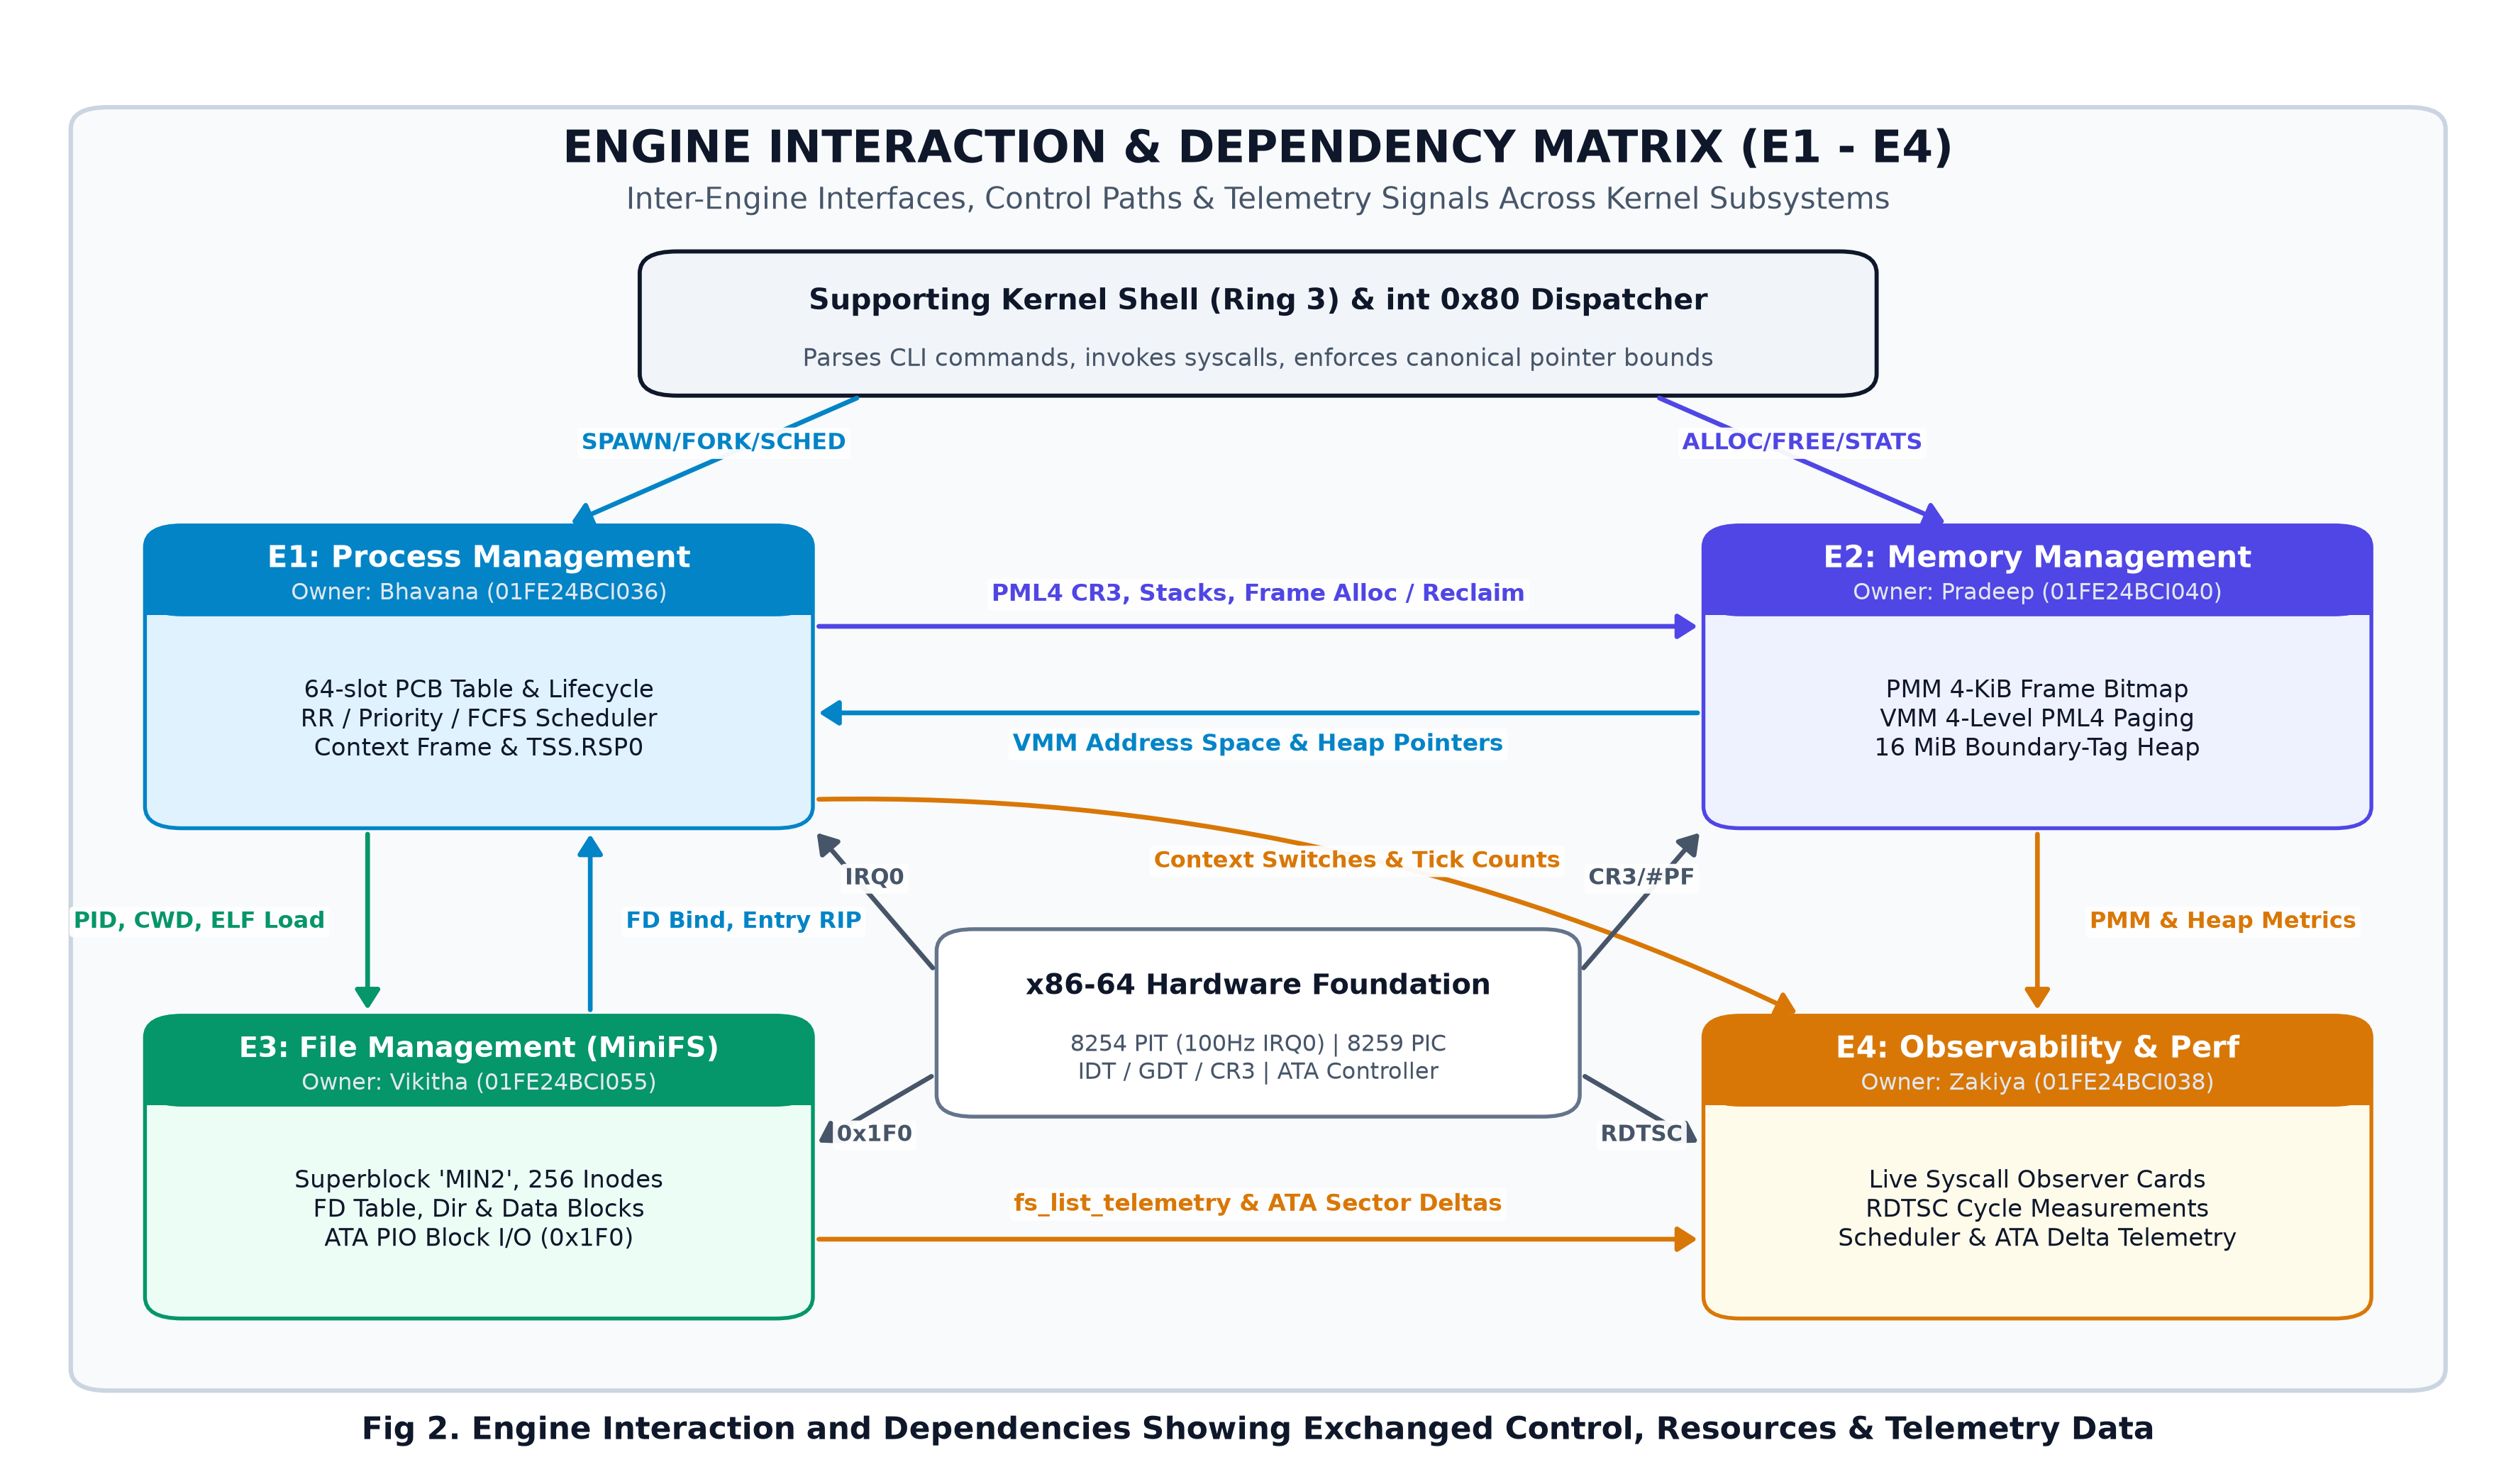 ENGINE INTERACTION & DEPENDENCY MATRIX (E1 - E4)
Inter-Engine Interfaces, Control Paths & Telemetry Signals Across Kernel Subsystems
Supporting Kernel Shell (Ring 3) & int 0x80 Dispatcher
Parses CLI commands, invokes syscalls, enforces canonical pointer bounds
SPAWN/FORK/SCHED
ALLOC/FREE/STATS
E1: Process Management
Owner: Bhavana (01FE24BCI036)
64-slot PCB Table & Lifecycle
RR / Priority / FCFS Scheduler
Context Frame & TSS.RSP0
PML4 CR3, Stacks, Frame Alloc / Reclaim
VMM Address Space & Heap Pointers
E2: Memory Management
Owner: Pradeep (01FE24BCI040)
PMM 4-KiB Frame Bitmap
VMM 4-Level PML4 Paging
16 MiB Boundary-Tag Heap
Context Switches & Tick Counts
IRQ0
CR3/#PF
PID, CWD, ELF Load
FD Bind, Entry RIP
PMM & Heap Metrics
x86-64 Hardware Foundation
8254 PIT (100Hz IRQ0) | 8259 PIC
IDT / GDT / CR3 | ATA Controller
E3: File Management (MiniFS)
Owner: Vikitha (01FE24BCI055)
Superblock 'MIN2', 256 Inodes
FD Table, Dir & Data Blocks
ATA PIO Block I/O (0x1F0)
0x1F0
RDTSC
fs_list_telemetry & ATA Sector Deltas
E4: Observability & Perf
Owner: Zakiya (01FE24BCI038)
Live Syscall Observer Cards
RDTSC Cycle Measurements
Scheduler & ATA Delta Telemetry
Fig 2. Engine Interaction and Dependencies Showing Exchanged Control, Resources & Telemetry Data